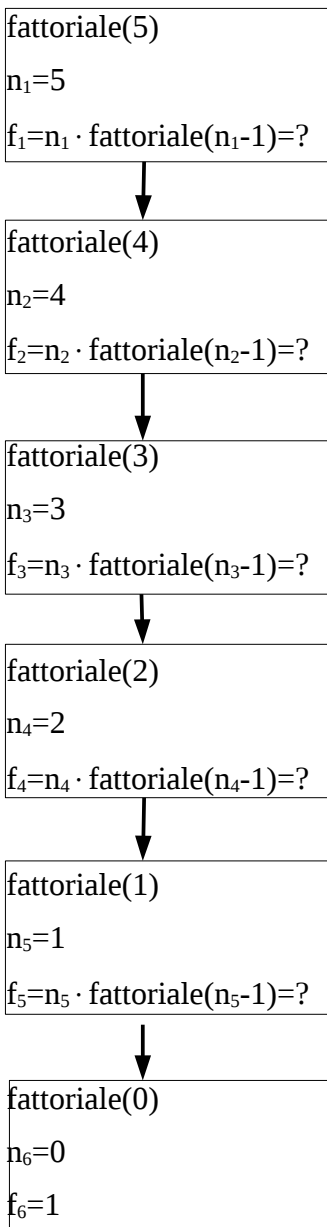 fattoriale(5)
n₁=5
f₁=n₁· fattoriale(n₁-1)=?
fattoriale(4)
n₂=4
f₂=n₂· fattoriale(n₂-1)=?
fattoriale(3)
n₃=3
f₃=n₃· fattoriale(n₃-1)=?
fattoriale(2)
n₄=2
f₄=n₄· fattoriale(n₄-1)=?
fattoriale(1)
n₅=1
f₅=n₅· fattoriale(n₅-1)=?
fattoriale(0)
n₆=0
f₆=1